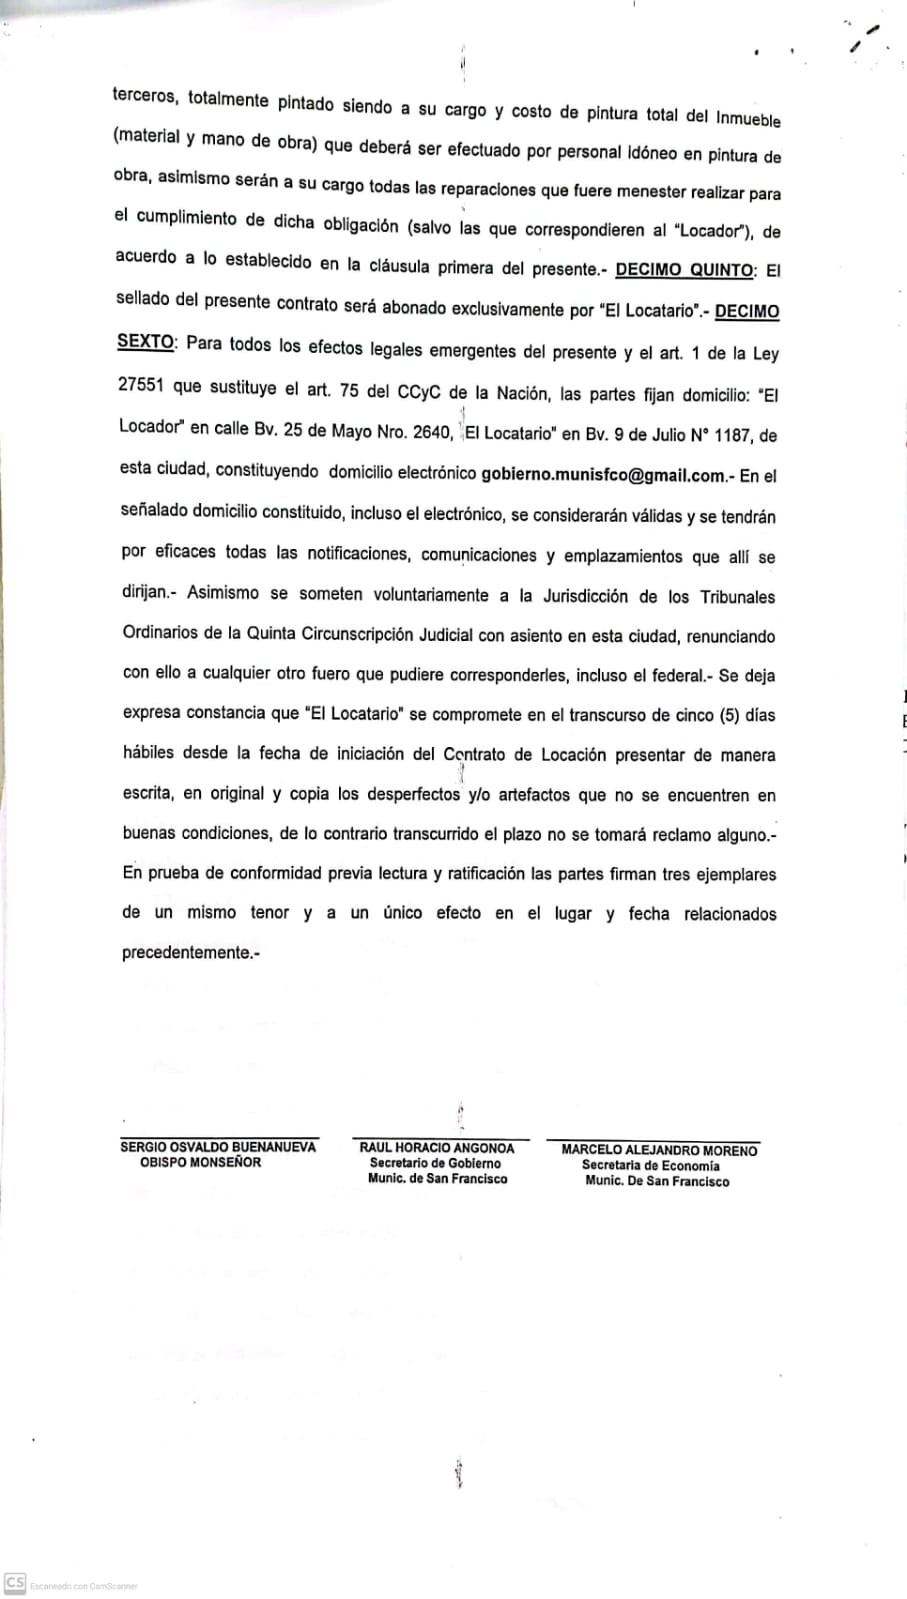 terceros, totalmente pintado siendo a su cargo y costo de pintura total del Inmueble
(material y mano de obra) que deberá ser efectuado por personal Idóneo en pintura de
obra, asimismo serán a su cargo todas las reparaciones que fuere menester realizar para
el cumplimiento de dicha obligación (salvo las que correspondieren al “Locador”), de
acuerdo a lo establecido en la cláusula primera del presente.- DECIMO QUINTO: El
sellado del presente contrato será abonado exclusivamente por “El Locatario”.- DECIMO
SEXTO: Para todos los efectos legales emergentes del presente y el art. 1 de la Ley
27551 que sustituye el art. 75 del CCyC de la Nación, las partes fijan domicilio: “El
Locador” en calle Bv. 25 de Mayo Nro. 2640, El Locatario” en Bv. 9 de Julio N° 1187, de
esta ciudad, constituyendo domicilio electrónico gobierno.munisfco@gmail.com.- En el
señalado domicilio constituido, incluso el electrónico, se considerarán válidas y se tendrán
por eficaces todas las notificaciones, comunicaciones y emplazamientos que allí se
dirijan.- Asimismo se someten voluntariamente a la Jurisdicción de los Tribunales
Ordinarios de la Quinta Circunscripción Judicial con asiento en esta ciudad, renunciando
con ello a cualquier otro fuero que pudiere corresponderles, incluso el federal.- Se deja
expresa constancia que “El Locatario” se compromete en el transcurso de cinco (5) días
hábiles desde la fecha de iniciación del Contrato de Locación presentar de manera
escrita, en original y copia los desperfectos y/o artefactos que no se encuentren en
buenas condiciones, de lo contrario transcurrido el plazo no se tomará reclamo alguno.-
En prueba de conformidad previa lectura y ratificación las partes firman tres ejemplares
de un mismo tenor y a un único efecto en el lugar y fecha relacionados
precedentemente.-
SERGIO OSVALDO BUENANUEVA
OBISPO MONSEÑOR
RAUL HORACIO ANGONOA
Secretario de Gobierno
Munic. de San Francisco
MARCELO ALEJANDRO MORENO
Secretaria de Economía
Munic. De San Francisco
CS Escaneado con CamScanner